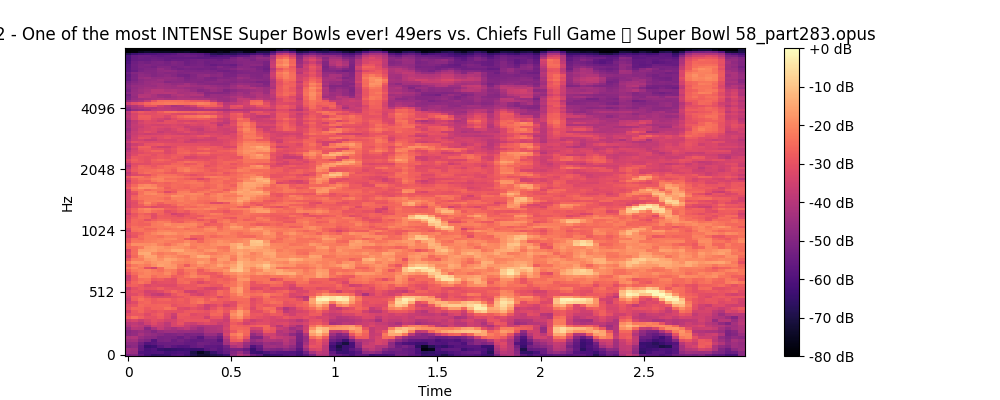 2 - One of the most INTENSE Super Bowls ever! 49ers vs. Chiefs Full Game ▯ Super Bowl 58_part283.opus
+0 dB
4096
-10 dB
-20 dB
2048
-30 dB
Hz
-40 dB
1024
-50 dB
512
-60 dB
-70 dB
0
-80 dB
0 0.5 1 1.5 2 2.5
Time